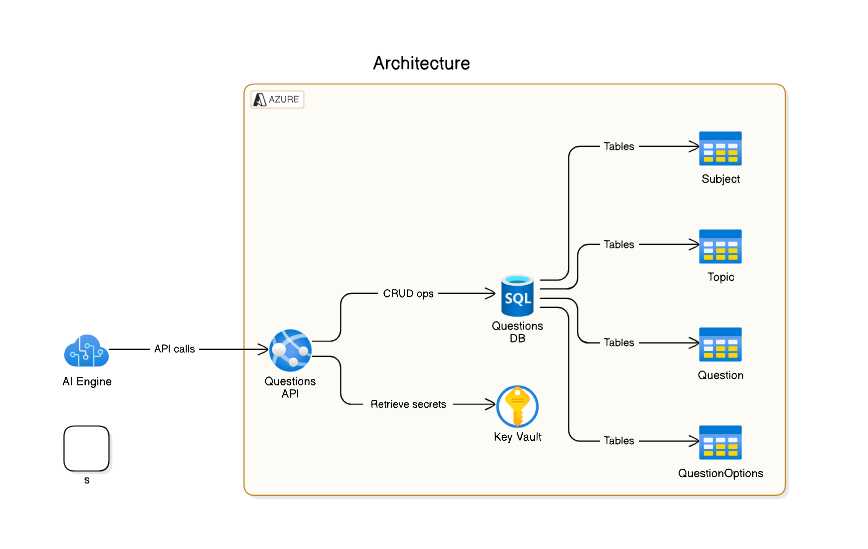 Architecture
AZURE
Tables
Subject
Tables
Topic
CRUD ops
SQL
Questions
DB
API calls
AI Engine
Questions
API
Tables
Question
Retrieve secrets
Key Vault
Tables
QuestionOptions
s